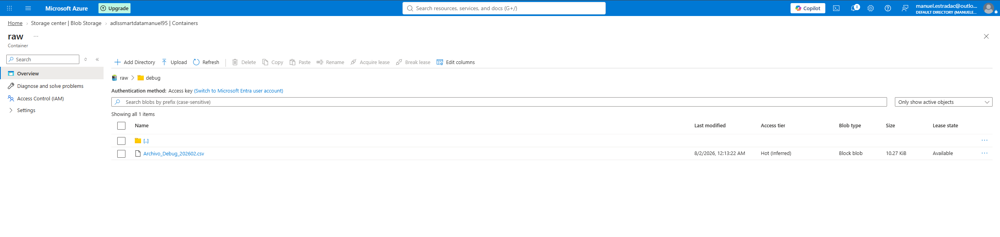 Microsoft Azure
Upgrade
Search resources, services, and docs (G+/)
Copilot
8
manuel.estradac@outlo...
DEFAULT DIRECTORY (MANUELE...
Home > Storage center | Blob Storage > adlssmartdatamanuel95 | Containers
raw ...
Container
Search
Overview
Diagnose and solve problems
Access Control (IAM)
Settings
Add Directory Upload Refresh Delete Copy Paste Rename Acquire lease Break lease Edit columns
raw > debug
Authentication method: Access key (Switch to Microsoft Entra user account)
Search blobs by prefix (case-sensitive)
Only show active objects
Showing all 1 items
Name Last modified Access tier Blob type Size Lease state
[..]
Archivo_Debug_202602.csv 8/2/2026, 12:13:22 AM Hot (Inferred) Block blob 10.27 KiB Available